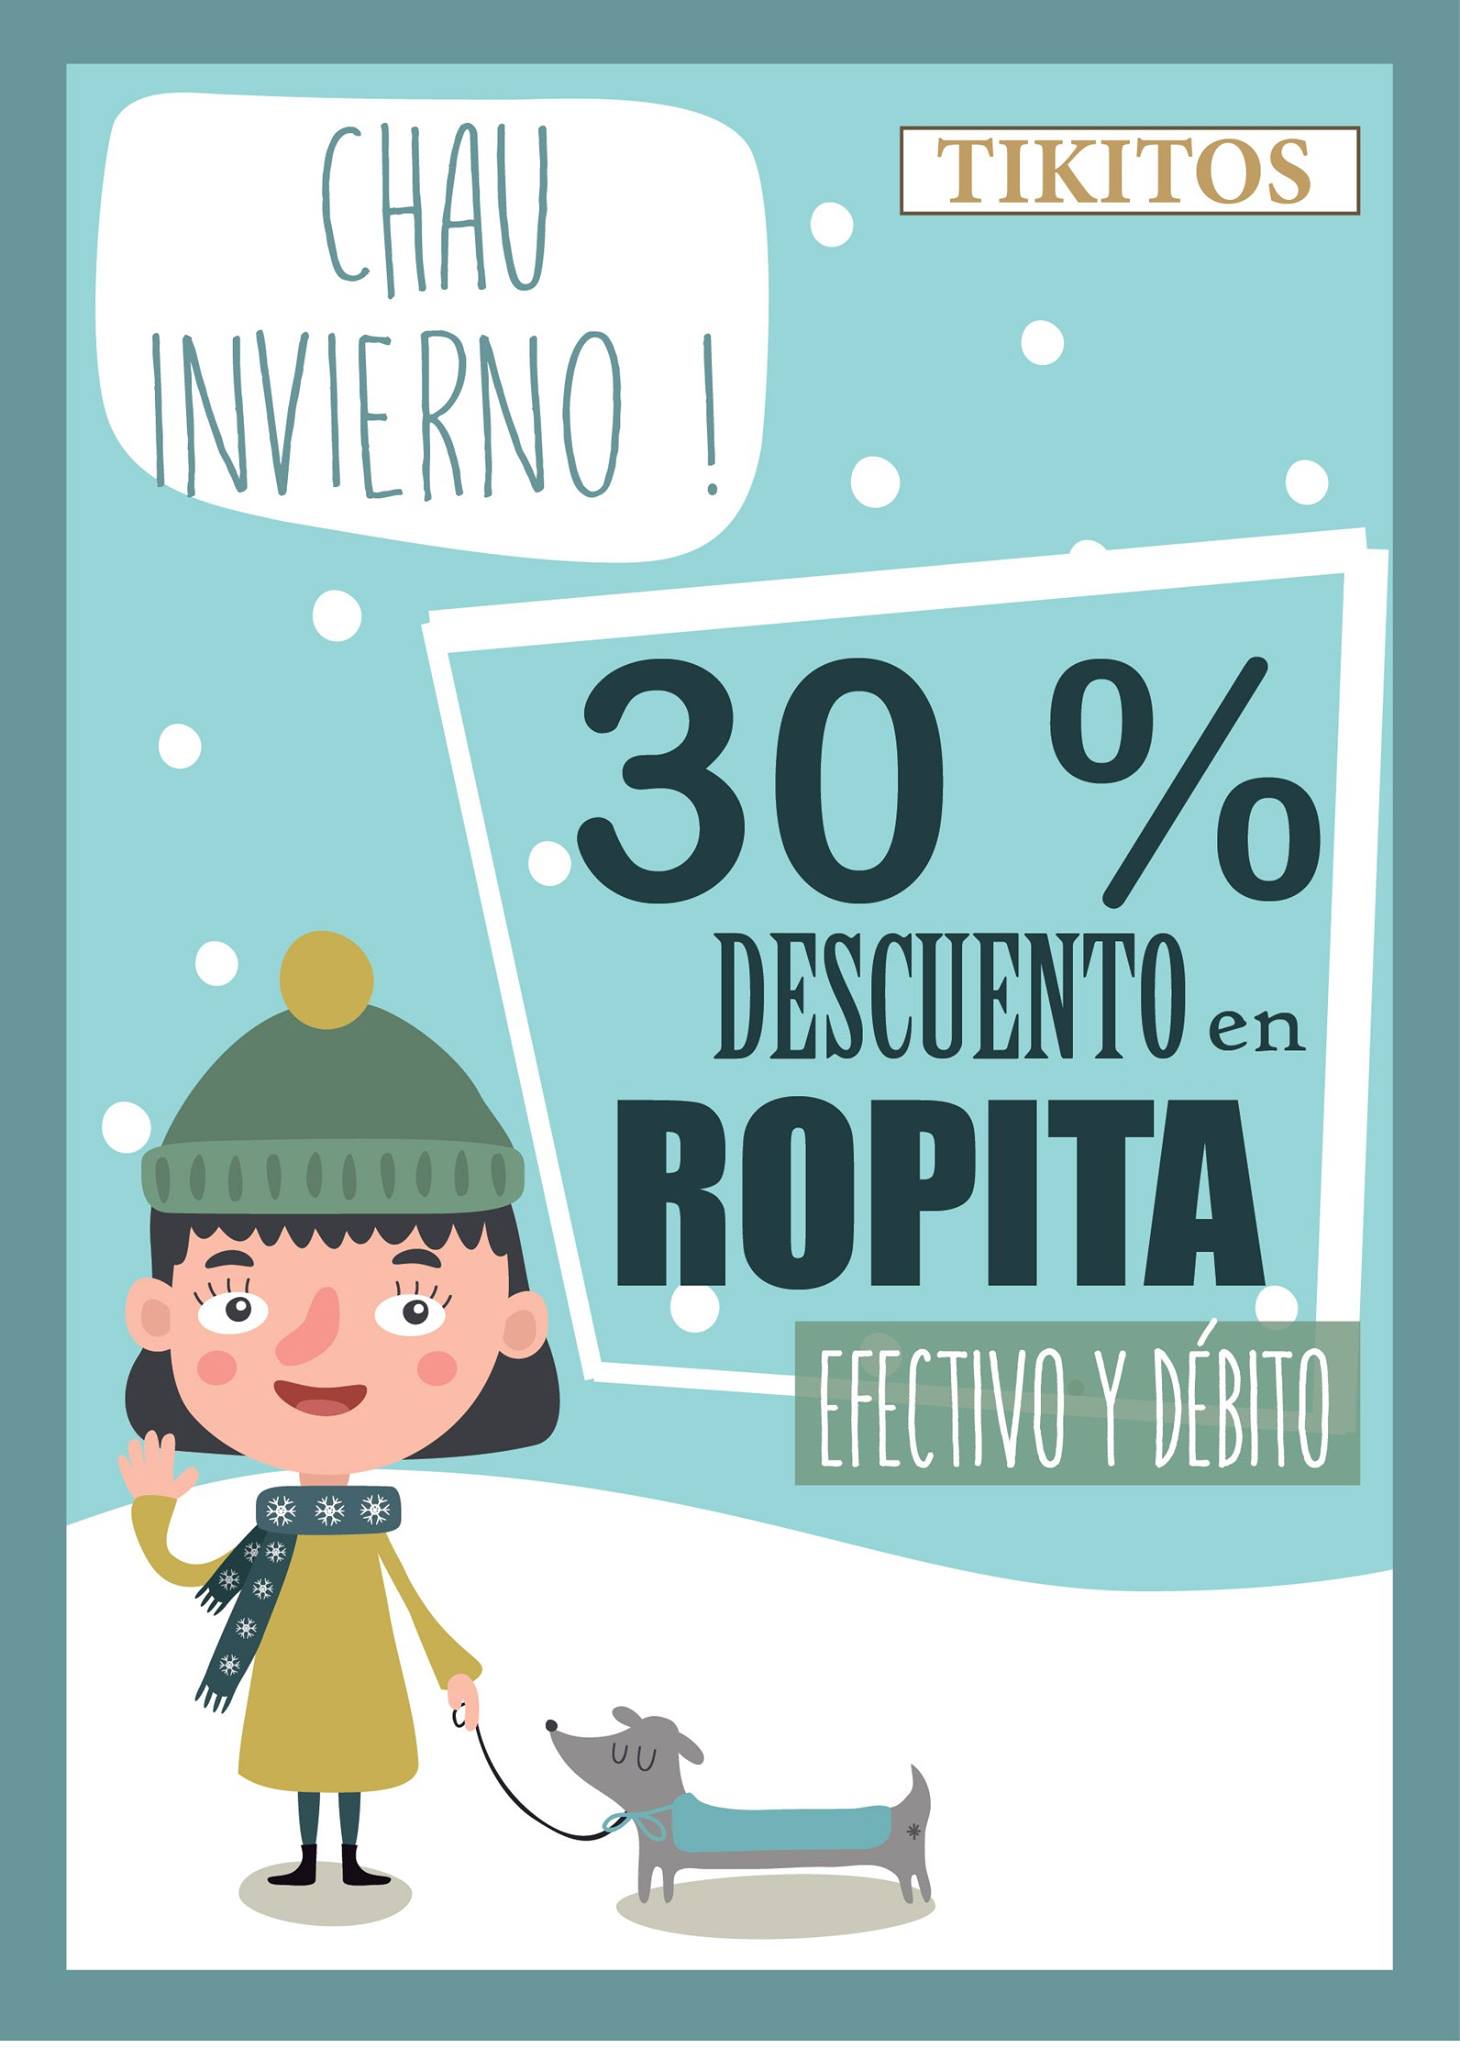 CHAU
INVIERNO !
TIKITOS
30 %
DESCUENTO en
ROPITA
EFECTIVO Y DÉBITO